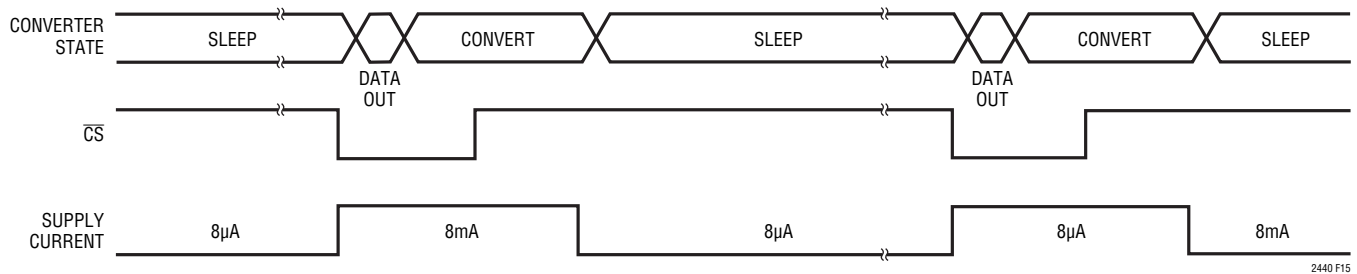 CONVERTER
STATE
SLEEP
CONVERT
SLEEP
CONVERT
SLEEP
DATA
OUT
DATA
OUT
CS
SUPPLY
CURRENT
8µA
8mA
8µA
8µA
8mA
2440 F15